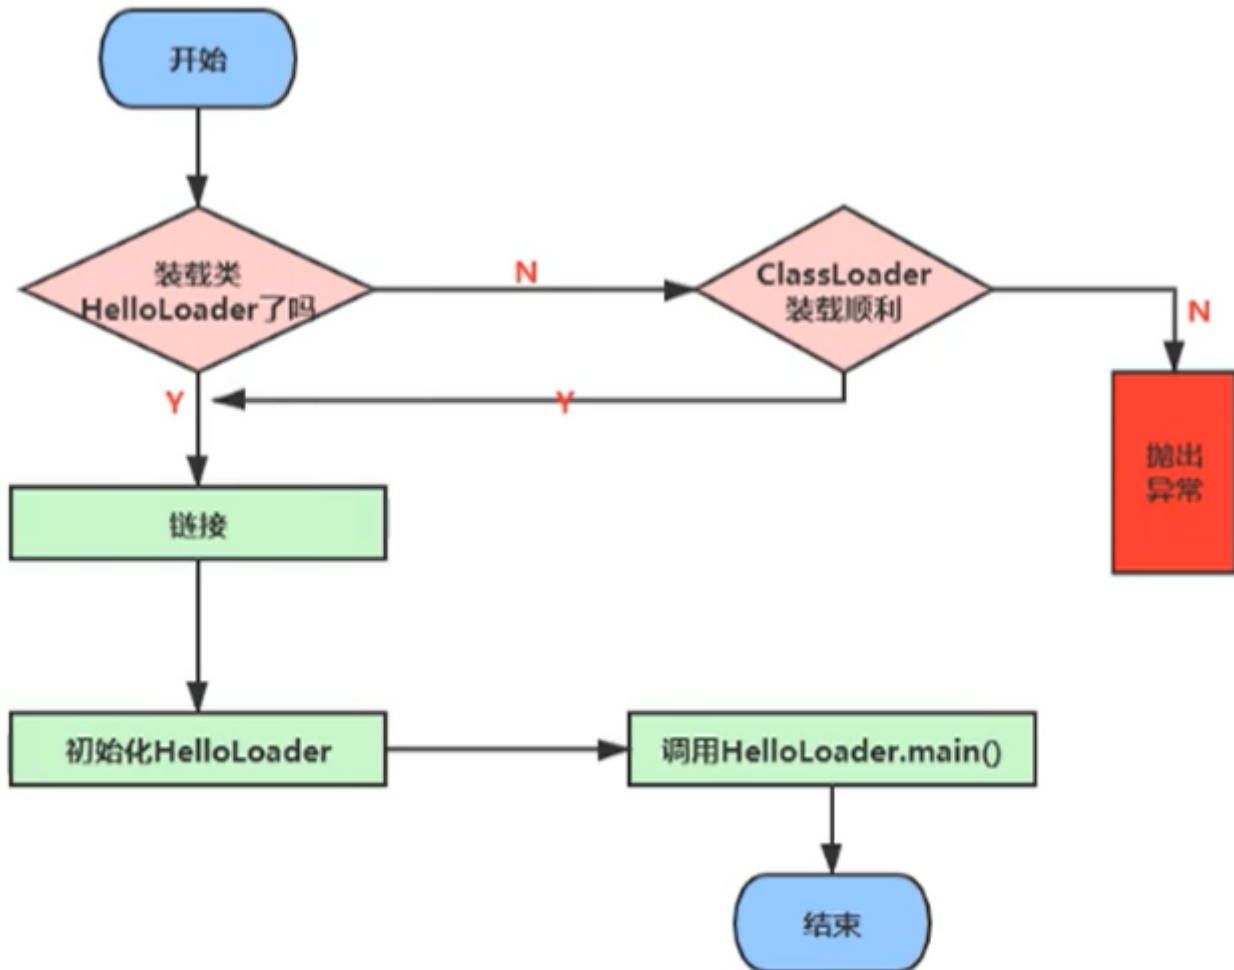 开始
装载类
HelloLoader了吗
N
ClassLoader
装载顺利
N
Y
Y
抛出
异常
链接
初始化HelloLoader
调用HelloLoader.main()
结束